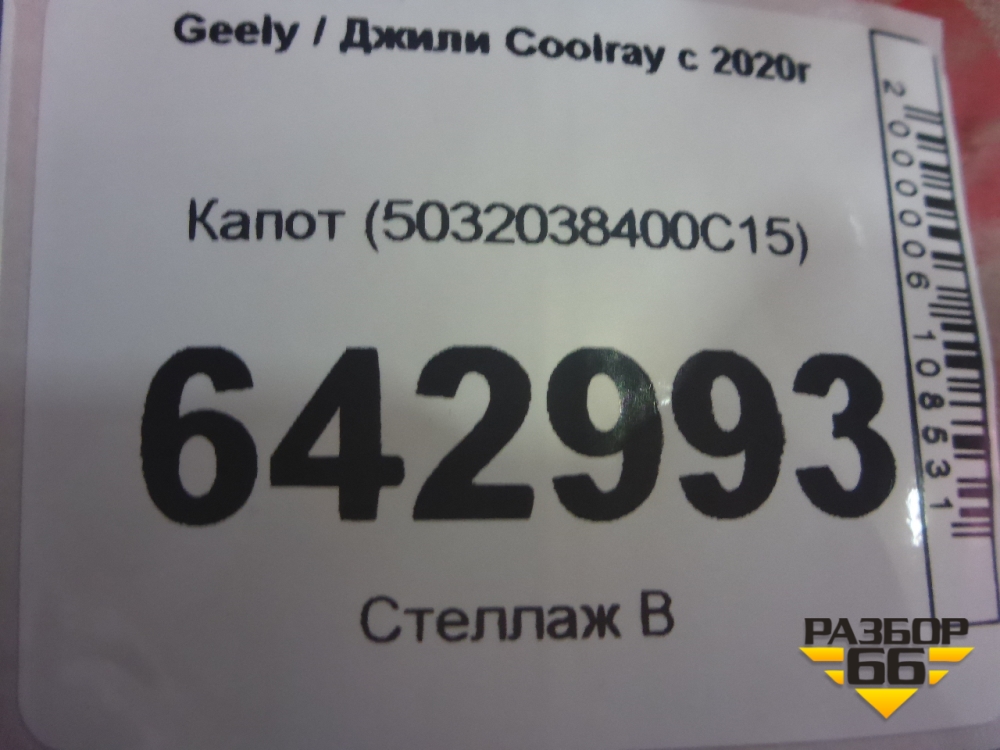 Geely / Джили Coolray с 2020г
Капот (5032038400C15)
642993
Стеллаж В
2000006108531
РАЗБОР
66